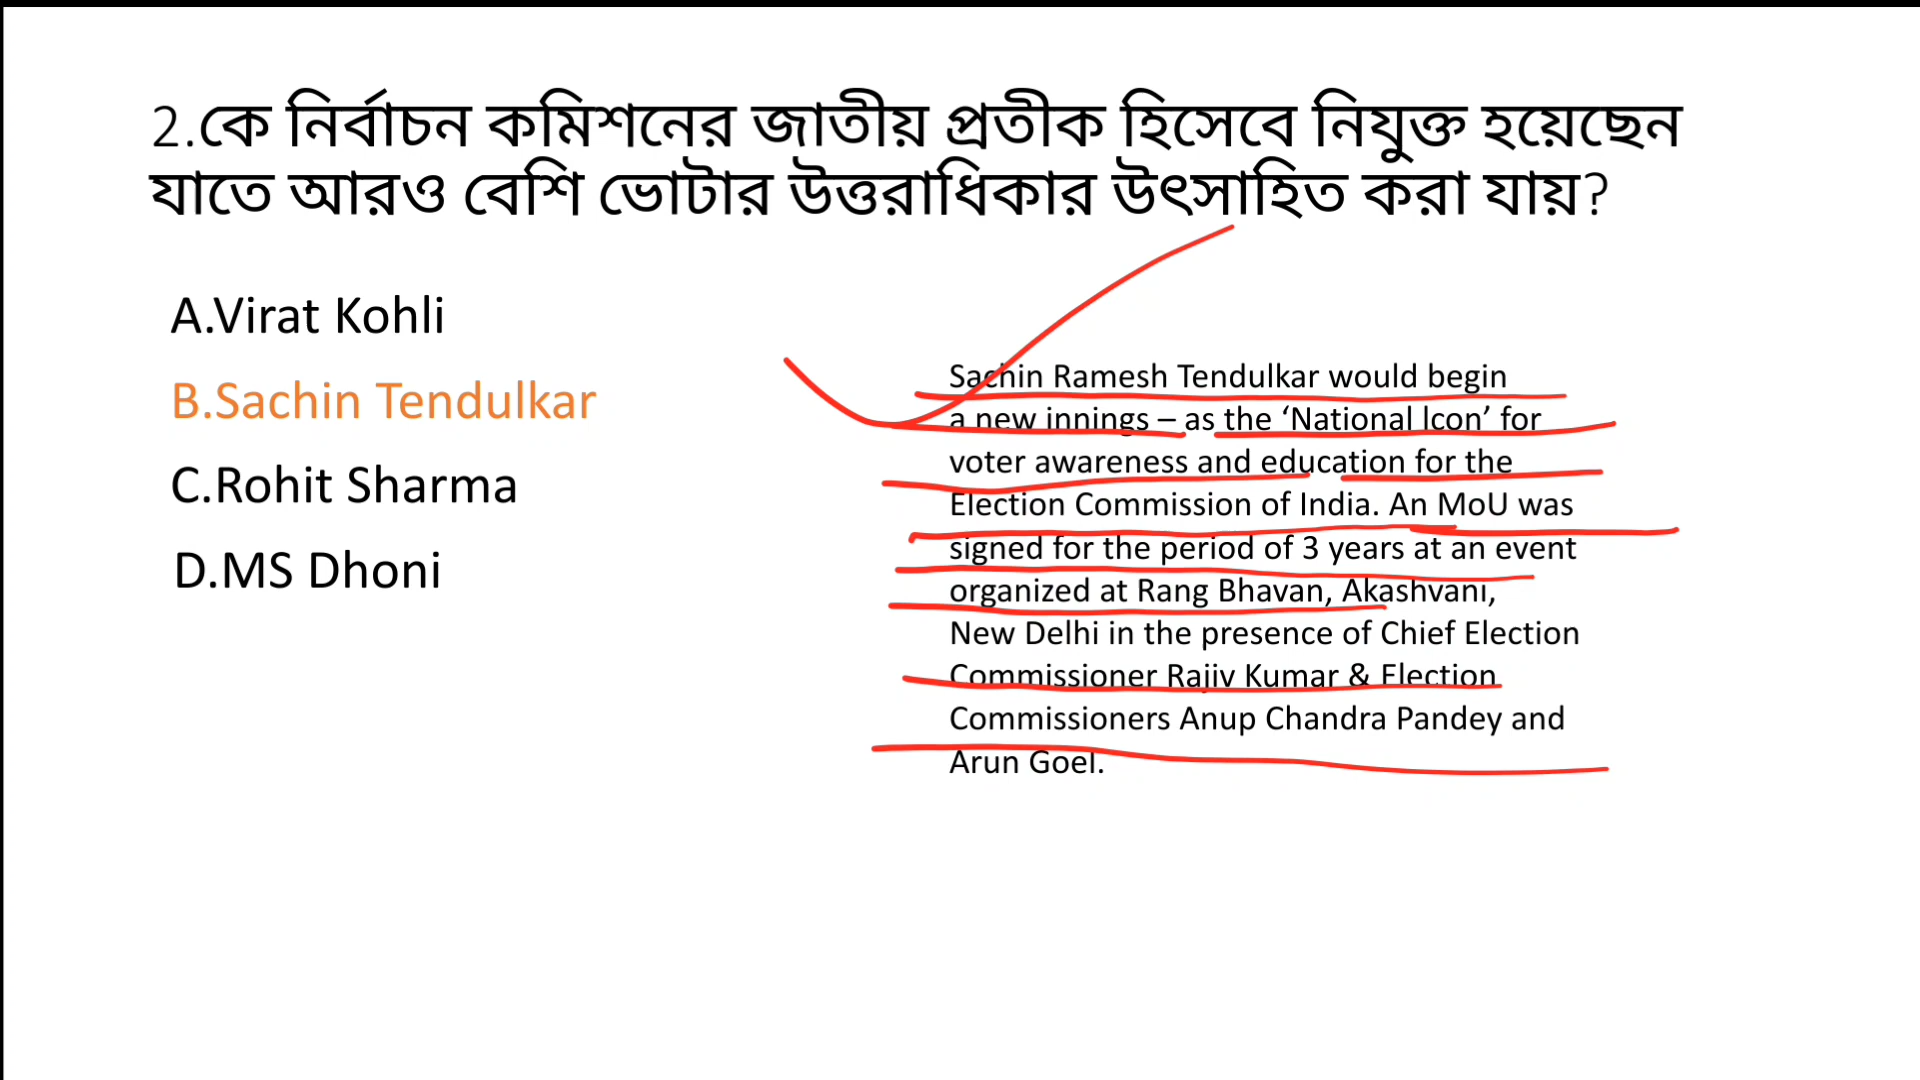 2.কে নির্বাচন কমিশনের জাতীয় প্রতীক হিসেবে নিযুক্ত হয়েছেন
যাতে আরও বেশি ভোটার উত্তরাধিকার উৎসাহিত করা যায়?
A.Virat Kohli
B.Sachin Tendulkar
C.Rohit Sharma
D.MS Dhoni
Sachin Ramesh Tendulkar would begin
a new innings – as the ‘National Icon’ for
voter awareness and education for the
Election Commission of India. An MoU was
signed for the period of 3 years at an event
organized at Rang Bhavan, Akashvani,
New Delhi in the presence of Chief Election
Commissioner Rajiv Kumar & Election
Commissioners Anup Chandra Pandey and
Arun Goel.